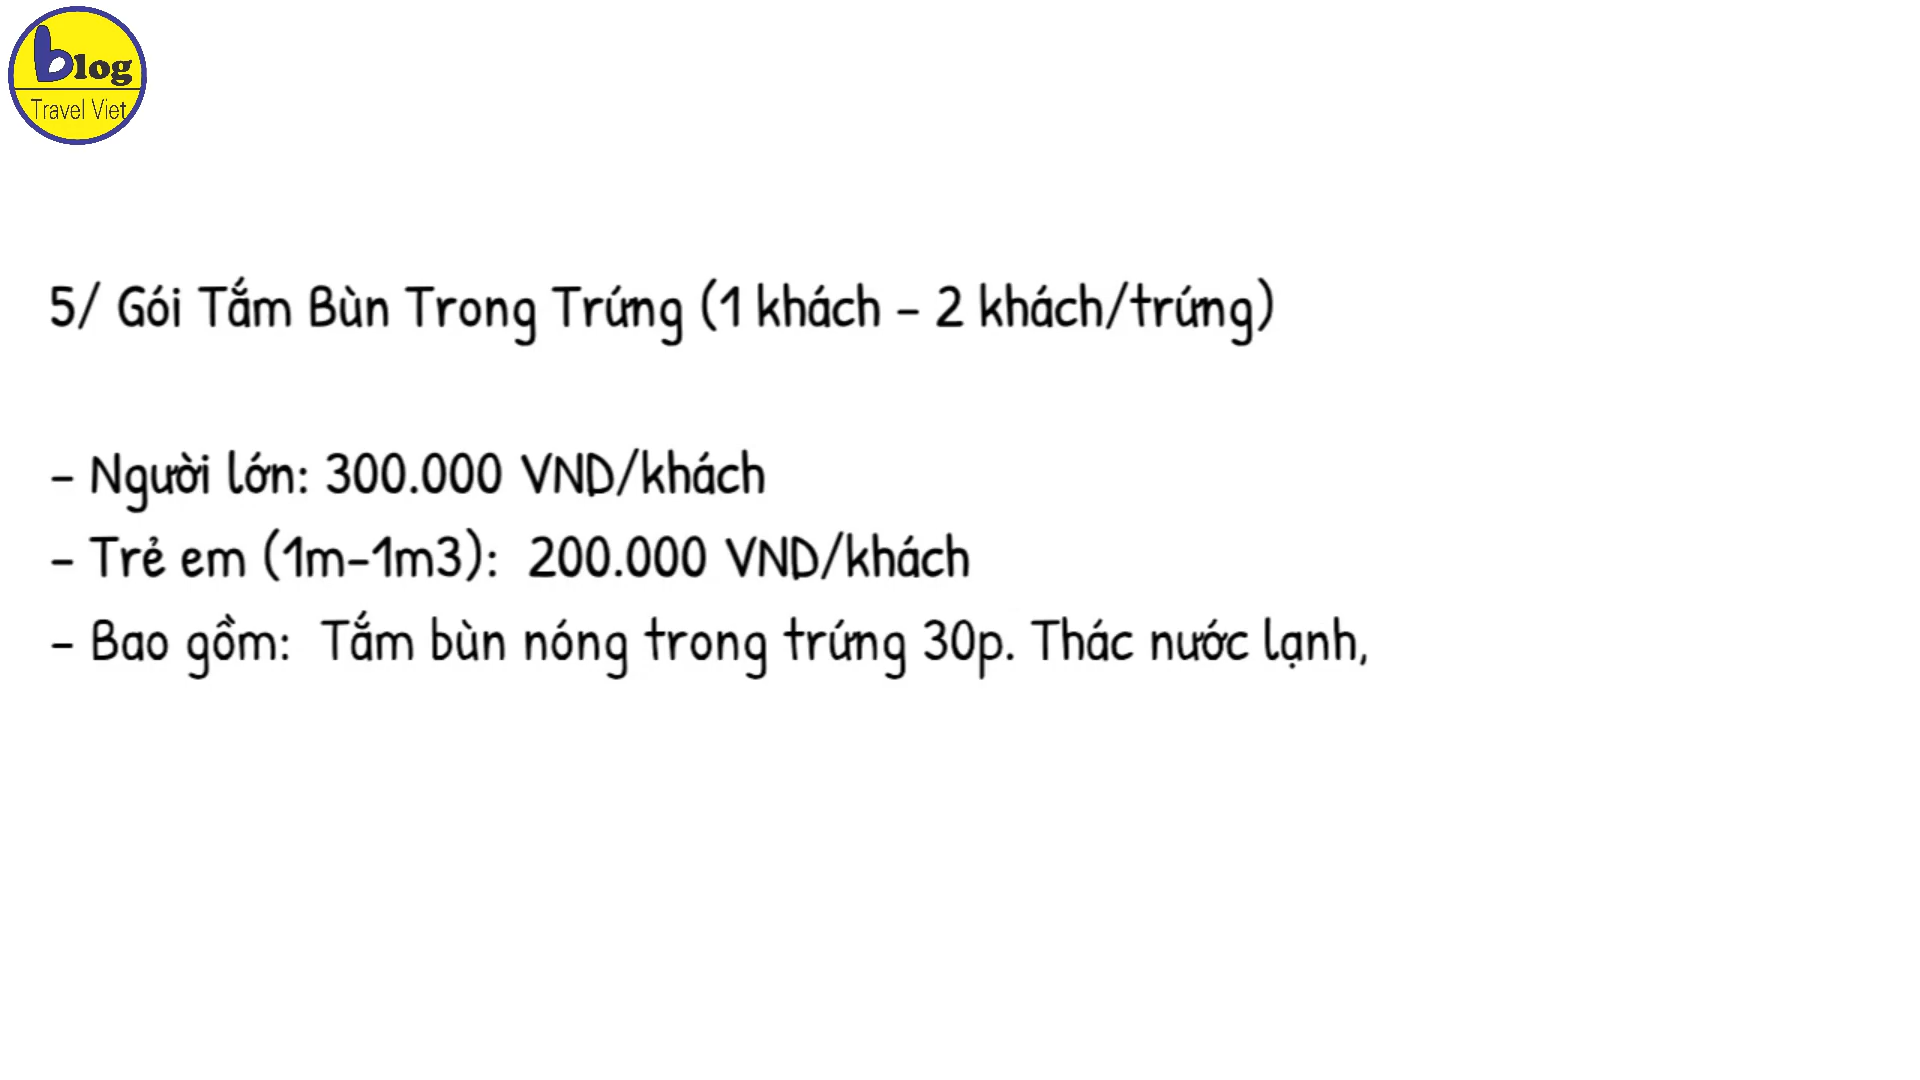 blog
Travel Viet
5/ Gói Tắm Bùn Trong Trứng (1 khách - 2 khách/trứng)
- Người lớn: 300.000 VND/khách
- Trẻ em (1m-1m3):  200.000 VND/khách
- Bao gồm:  Tắm bùn nóng trong trứng 30p. Thác nước lạnh,